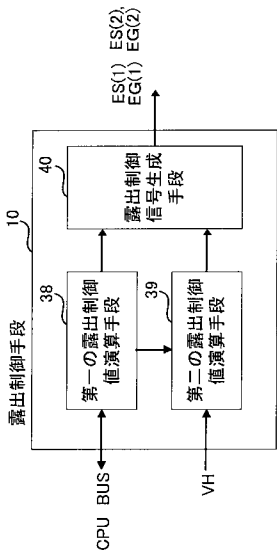 露出制御手段
10
38
第一の露出制御
値演算手段
39
第二の露出制御
値演算手段
40
露出制御
信号生成
手段
CPU BUS
VH
ES(1) ES(2),
EG(1) EG(2)